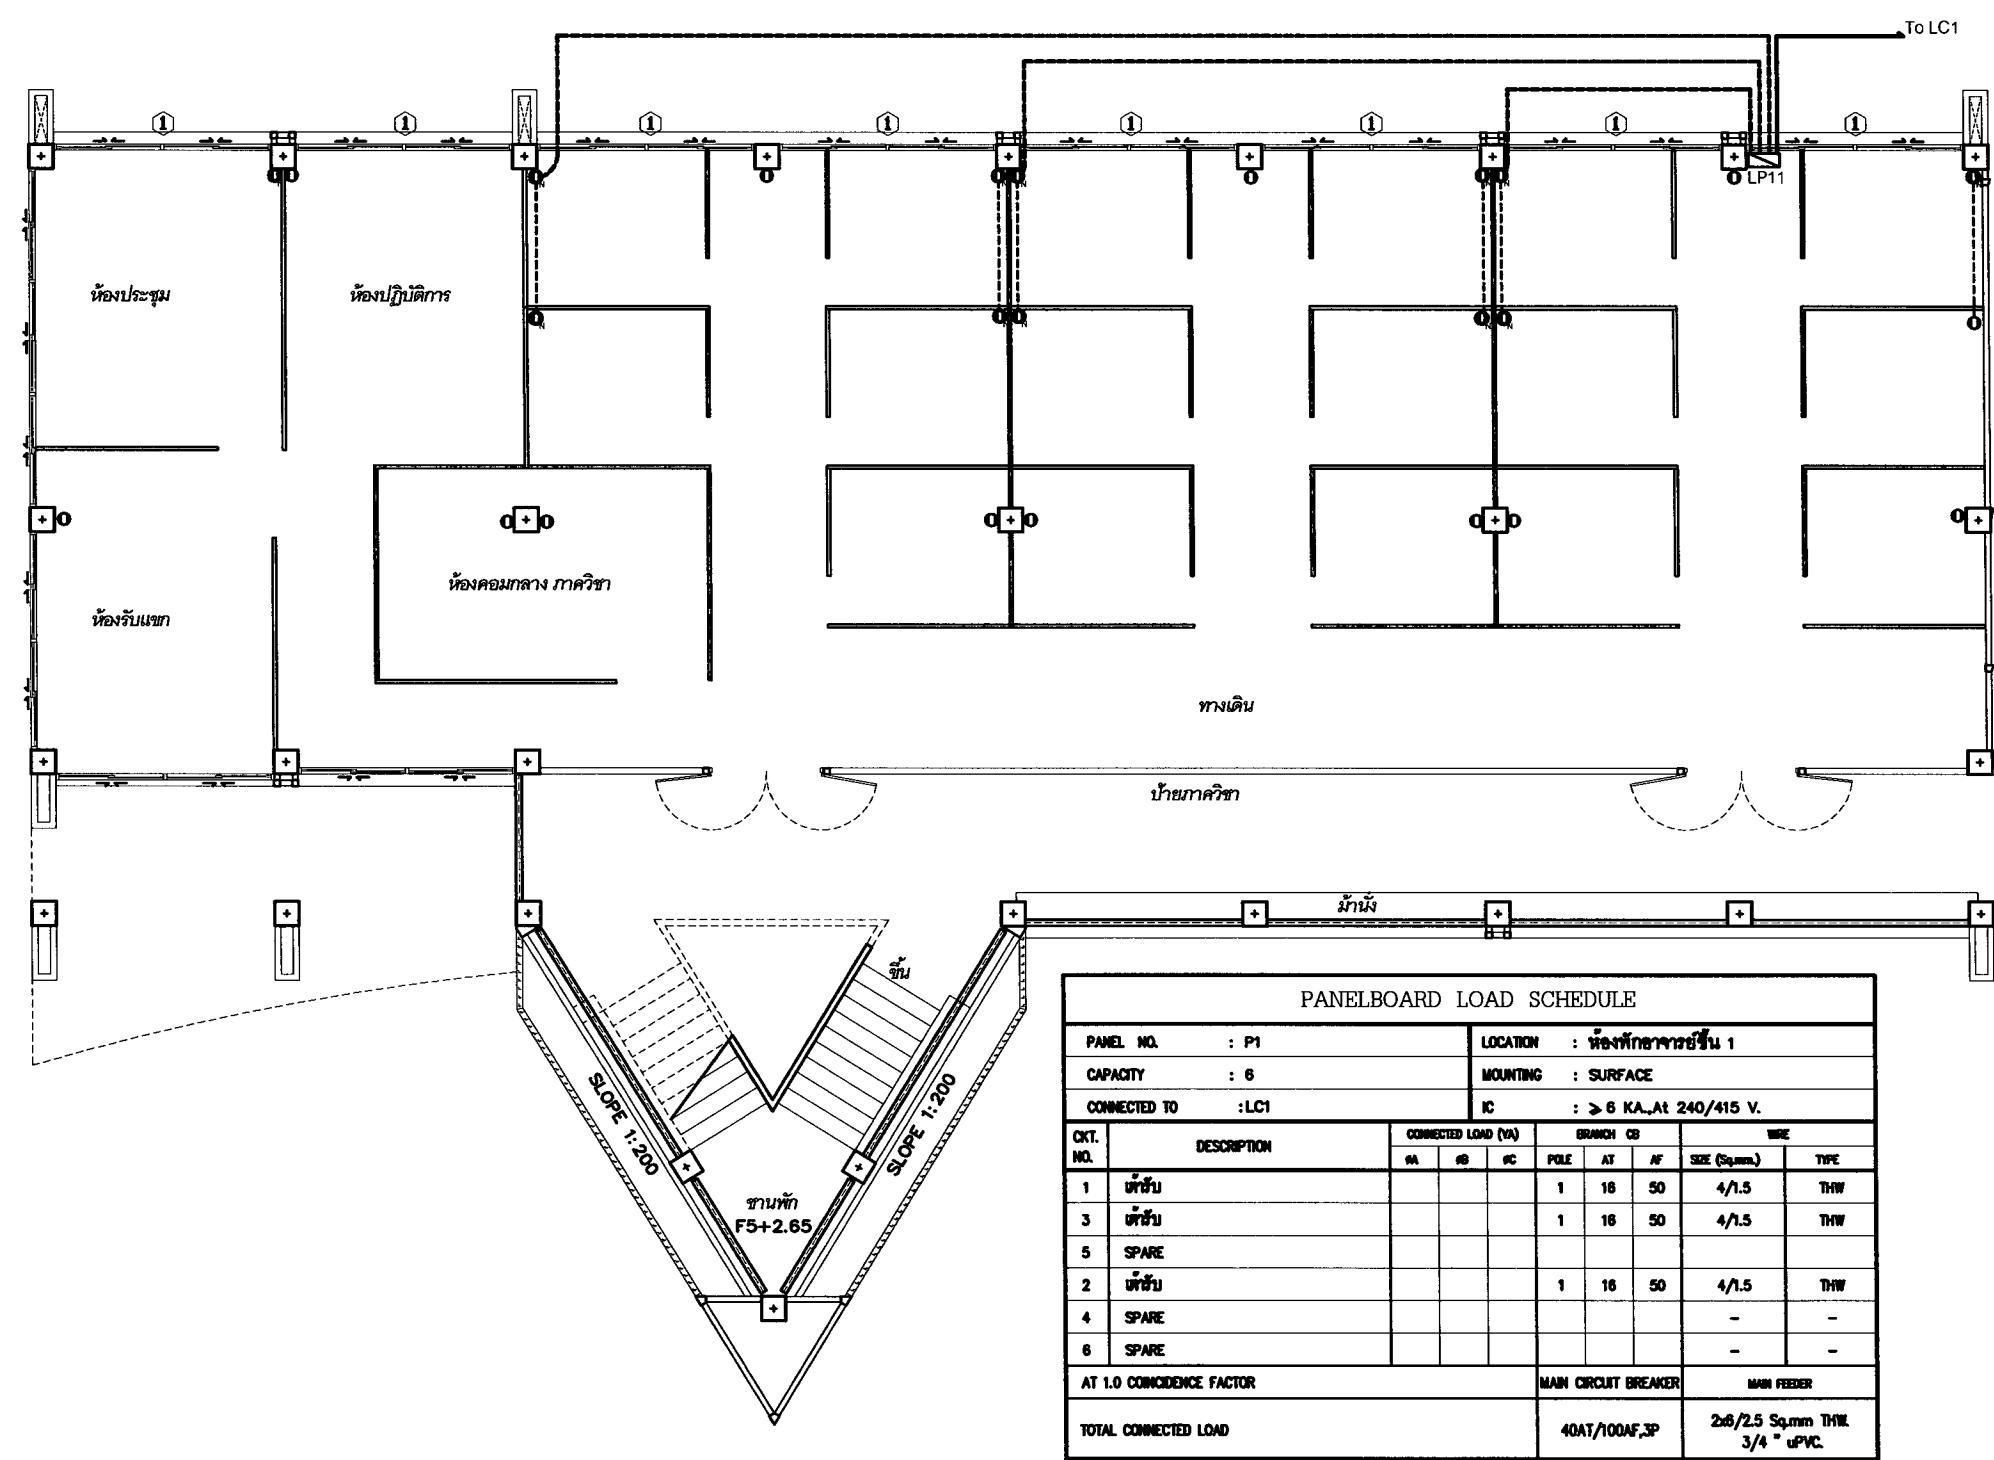 To LC1
1 1 1 1 1 1 1 1
LP11
ห้องประชุม
ห้องปฏิบัติการ
ห้องคอมกลาง ภาควิชา
ห้องรับแขก
ทางเดิน
ป้ายภาควิชา
ม้านั่ง
ขึ้น
SLOPE 1:200
SLOPE 1:200
ชานพัก
F5+2.65
PANELBOARD LOAD SCHEDULE
PANEL NO. : P1 LOCATION : ห้องพักอาจารย์ชั้น 1
CAPACITY : 6 MOUNTING : SURFACE
CONNECTED TO :LC1 IC : ⩾ 6 KA.,At 240/415 V.
CKT. NO. DESCRIPTION CONNECTED LOAD (VA) BRANCH CB WIRE
øA øB øC POLE AT AF SIZE (Sq.mm.) TYPE
1 เต้ารับ 1 16 50 4/1.5 THW
3 เต้ารับ 1 16 50 4/1.5 THW
5 SPARE
2 เต้ารับ 1 16 50 4/1.5 THW
4 SPARE - -
6 SPARE - -
AT 1.0 COINCIDENCE FACTOR MAIN CIRCUIT BREAKER MAIN FEEDER
TOTAL CONNECTED LOAD 40AT/100AF,3P 2x6/2.5 Sq.mm THW.
3/4 " uPVC.